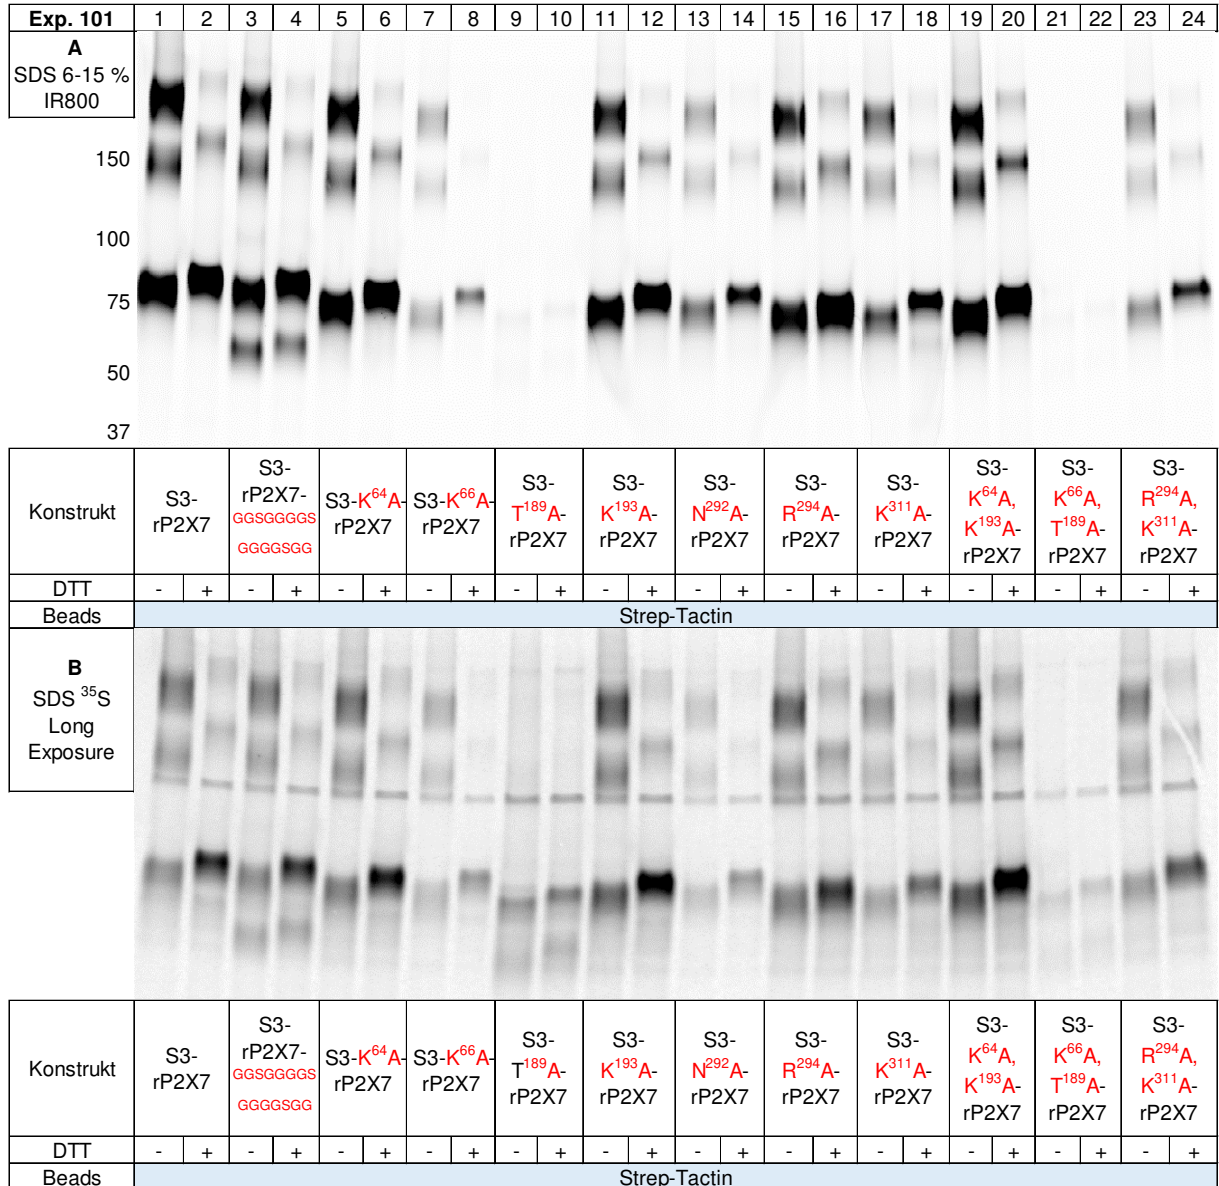 Exp. 101 1 2 3 4 5 6 7 8 9 10 11 12 13 14 15 16 17 18 19 20 21 22 23 24
A
SDS 6-15 %
IR800
150
100
75
50
37
Konstrukt
S3-
rP2X7
S3-
rP2X7-
GGSGGGGS
GGGGSGG
S3-K⁶⁴A-
rP2X7
S3-K⁶⁶A-
rP2X7
S3-
T¹⁸⁹A-
rP2X7
S3-
K¹⁹³A-
rP2X7
S3-
N²⁹²A-
rP2X7
S3-
R²⁹⁴A-
rP2X7
S3-
K³¹¹A-
rP2X7
S3-
K⁶⁴A,
K¹⁹³A-
rP2X7
S3-
K⁶⁶A,
T¹⁸⁹A-
rP2X7
S3-
R²⁹⁴A,
K³¹¹A-
rP2X7
DTT - + - + - + - + - + - + - + - + - + - + - + - +
Beads Strep-Tactin
B
SDS ³⁵S
Long
Exposure
Konstrukt
S3-
rP2X7
S3-
rP2X7-
GGSGGGGS
GGGGSGG
S3-K⁶⁴A-
rP2X7
S3-K⁶⁶A-
rP2X7
S3-
T¹⁸⁹A-
rP2X7
S3-
K¹⁹³A-
rP2X7
S3-
N²⁹²A-
rP2X7
S3-
R²⁹⁴A-
rP2X7
S3-
K³¹¹A-
rP2X7
S3-
K⁶⁴A,
K¹⁹³A-
rP2X7
S3-
K⁶⁶A,
T¹⁸⁹A-
rP2X7
S3-
R²⁹⁴A,
K³¹¹A-
rP2X7
DTT - + - + - + - + - + - + - + - + - + - + - + - +
Beads Strep-Tactin